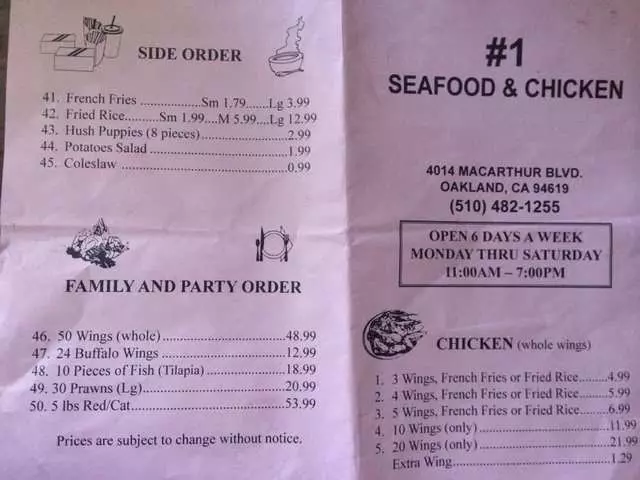 SIDE ORDER
41. French Fries ..............Sm 1.79......Lg 3.99
42. Fried Rice........Sm 1.99....M 5.99....Lg 12.99
43. Hush Puppies (8 pieces)......................2.99
44. Potatoes Salad ....................................1.99
45. Coleslaw .............................................0.99
FAMILY AND PARTY ORDER
46. 50 Wings (whole)...........................48.99
47. 24 Buffalo Wings ...........................12.99
48. 10 Pieces of Fish (Tilapia)................18.99
49. 30 Prawns (Lg)................................20.99
50. 5 lbs Red/Cat..................................53.99
Prices are subject to change without notice.
#1
SEAFOOD & CHICKEN
4014 MACARTHUR BLVD.
OAKLAND, CA 94619
(510) 482-1255
OPEN 6 DAYS A WEEK
MONDAY THRU SATURDAY
11:00AM – 7:00PM
CHICKEN (whole wings)
1. 3 Wings, French Fries or Fried Rice......4.99
2. 4 Wings, French Fries or Fried Rice......5.99
3. 5 Wings, French Fries or Fried Rice......6.99
4. 10 Wings (only)...........................11.99
5. 20 Wings (only)...........................21.99
Extra Wing....................................1.29